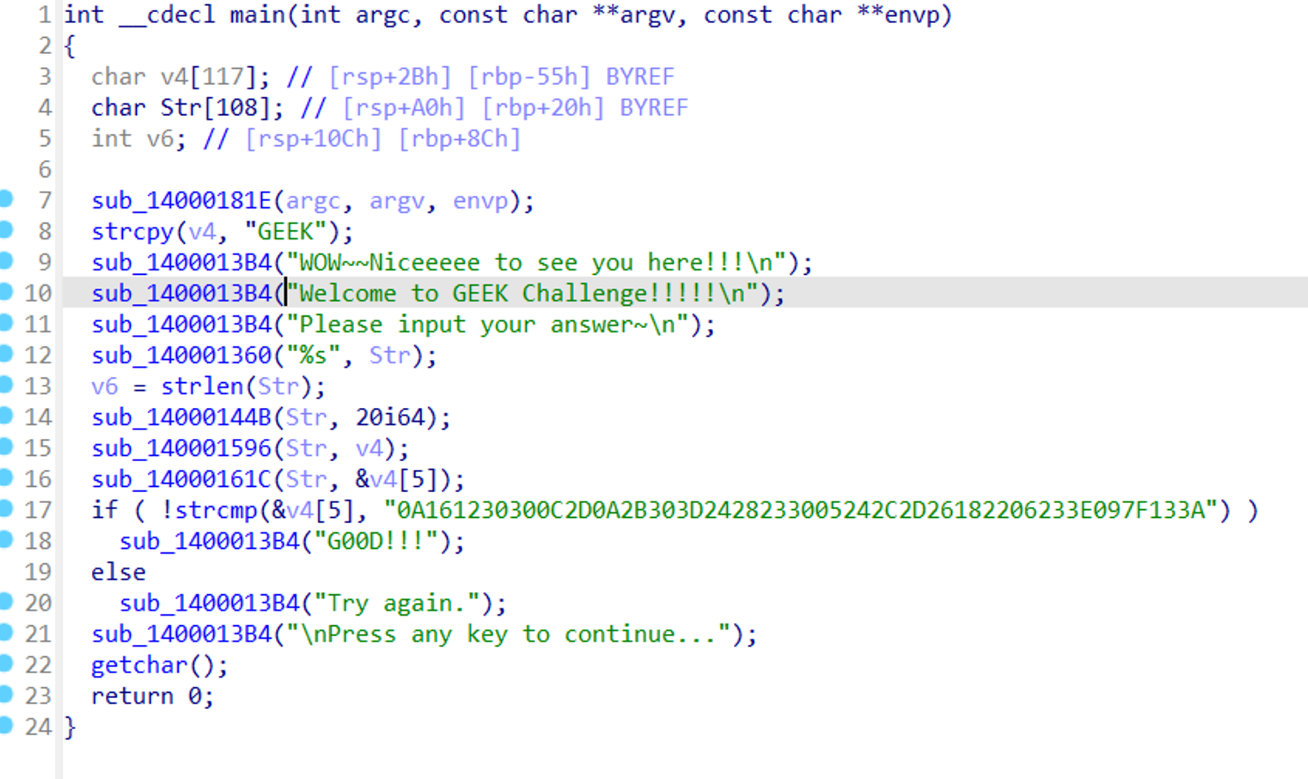 1 int __cdecl main(int argc, const char **argv, const char **envp)
2 {
3   char v4[117]; // [rsp+2Bh] [rbp-55h] BYREF
4   char Str[108]; // [rsp+A0h] [rbp+20h] BYREF
5   int v6; // [rsp+10Ch] [rbp+8Ch]
6
7   sub_14000181E(argc, argv, envp);
8   strcpy(v4, "GEEK");
9   sub_1400013B4("WOW~~Niceeeee to see you here!!!\n");
10   sub_1400013B4("Welcome to GEEK Challenge!!!!!\n");
11   sub_1400013B4("Please input your answer~\n");
12   sub_140001360("%s", Str);
13   v6 = strlen(Str);
14   sub_14000144B(Str, 20i64);
15   sub_140001596(Str, v4);
16   sub_14000161C(Str, &v4[5]);
17   if ( !strcmp(&v4[5], "0A161230300C2D0A2B303D2428233005242C2D26182206233E097F133A") )
18     sub_1400013B4("G00D!!!");
19   else
20     sub_1400013B4("Try again.");
21   sub_1400013B4("\nPress any key to continue...");
22   getchar();
23   return 0;
24 }